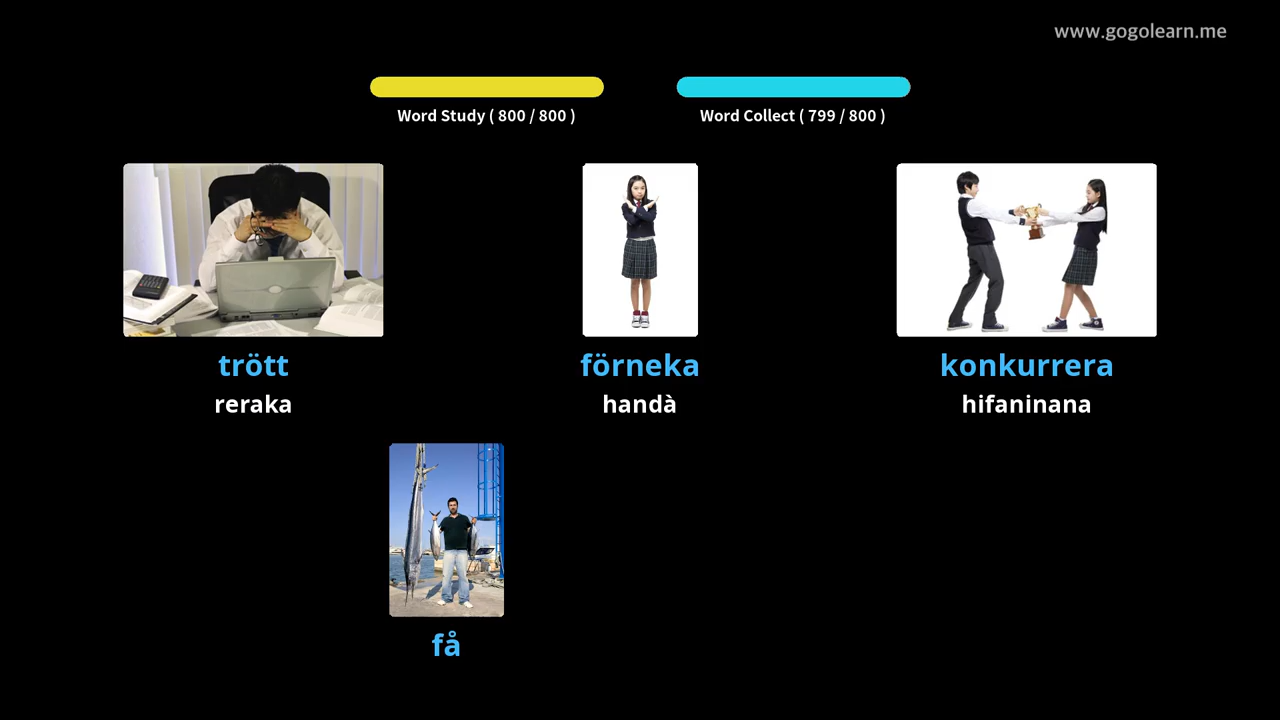 www.gogolearn.me
Word Study ( 800 / 800 )
Word Collect ( 799 / 800 )
trött
förneka
konkurrera
reraka
handà
hifaninana
få